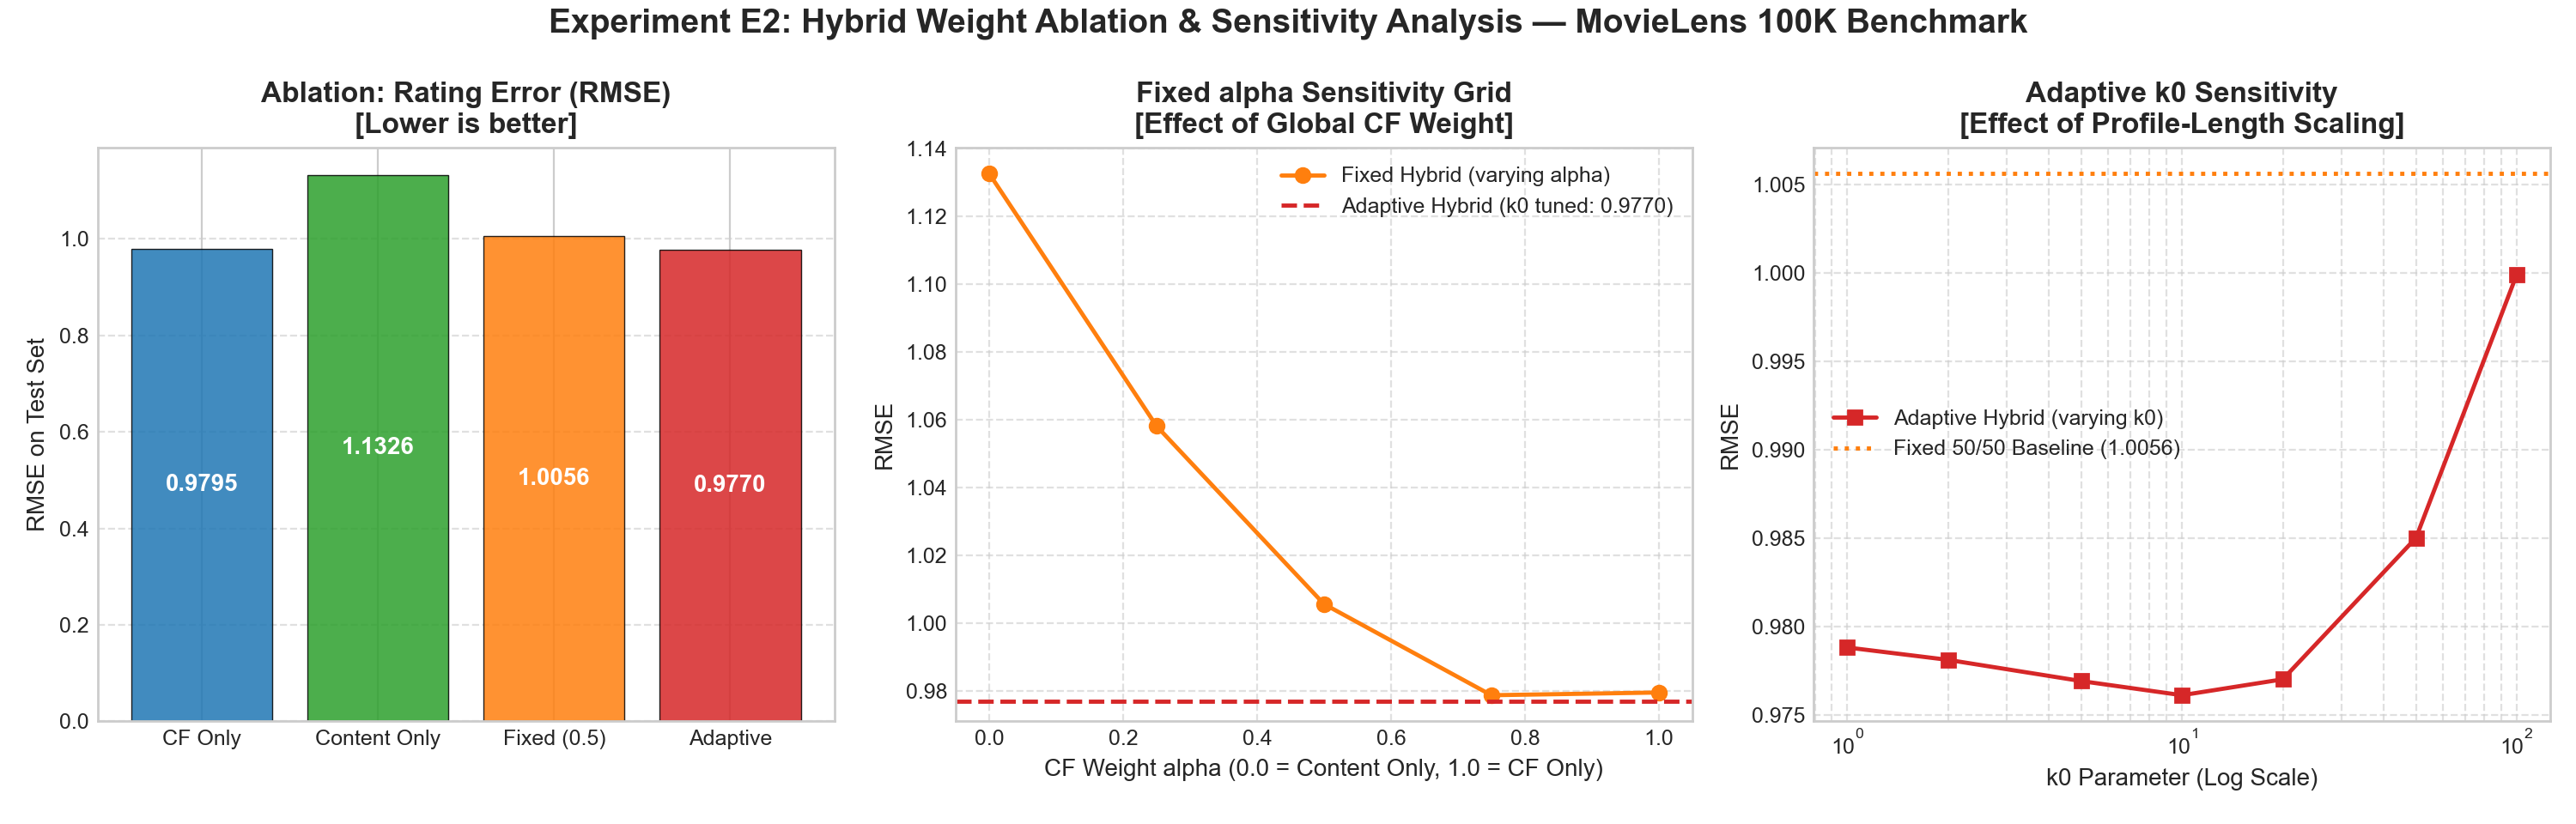 Experiment E2: Hybrid Weight Ablation & Sensitivity Analysis — MovieLens 100K Benchmark
Ablation: Rating Error (RMSE)
[Lower is better]
RMSE on Test Set
1.0
0.8
0.6
0.4
0.2
0.0
0.9795
1.1326
1.0056
0.9770
CF Only
Content Only
Fixed (0.5)
Adaptive
Fixed alpha Sensitivity Grid
[Effect of Global CF Weight]
RMSE
1.14
1.12
1.10
1.08
1.06
1.04
1.02
1.00
0.98
Fixed Hybrid (varying alpha)
Adaptive Hybrid (k0 tuned: 0.9770)
0.0
0.2
0.4
0.6
0.8
1.0
CF Weight alpha (0.0 = Content Only, 1.0 = CF Only)
Adaptive k0 Sensitivity
[Effect of Profile-Length Scaling]
RMSE
1.005
1.000
0.995
0.990
0.985
0.980
0.975
Adaptive Hybrid (varying k0)
Fixed 50/50 Baseline (1.0056)
10⁰
10¹
10²
k0 Parameter (Log Scale)